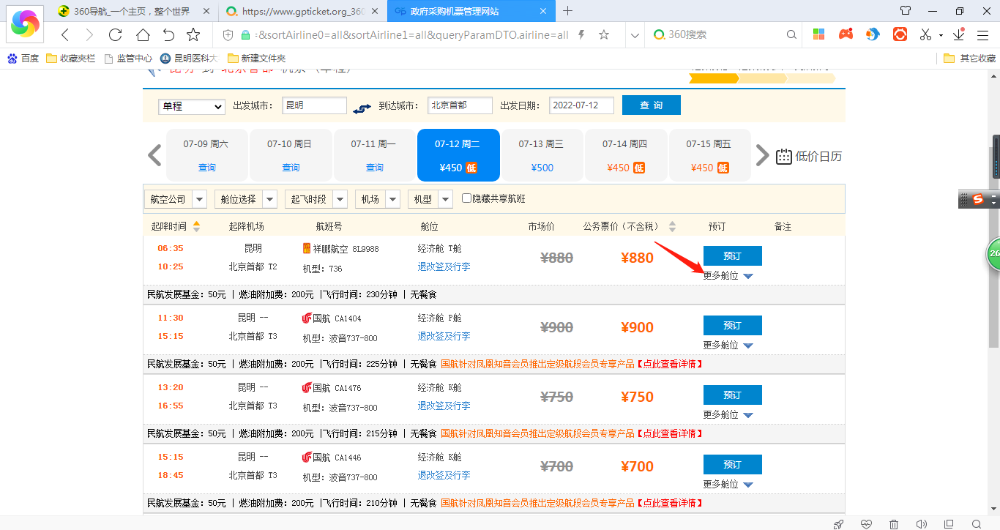 360导航_一个主页，整个世界
https://www.gpticket.org_360
政府采购机票管理网站
&sortAirline0=all&sortAirline1=all&queryParamDTO.airline=all
360搜索
百度
收藏夹栏
监管中心
昆明医科大
新建文件夹
其它收藏
昆明 到 北京首都 机票（单程）
单程
出发城市：
昆明
到达城市：
北京首都
出发日期：
2022-07-12
查 询
07-09 周六
07-10 周日
07-11 周一
07-12 周二
07-13 周三
07-14 周四
07-15 周五
查询
查询
查询
¥450 低
¥500
¥450 低
¥450 低
低价日历
航空公司
舱位选择
起飞时段
机场
机型
隐藏共享航班
起降时间
起降机场
航班号
舱位
市场价
公务票价（不含税）
预订
备注
06:35
昆明
祥鹏航空 8L9988
经济舱 T舱
¥880
¥880
预订
10:25
北京首都 T2
机型：736
退改签及行李
更多舱位
民航发展基金：50元 | 燃油附加费：200元 |飞行时间：230分钟 | 无餐食
11:30
昆明 --
国航 CA1404
经济舱 P舱
¥900
¥900
预订
15:15
北京首都 T3
机型：波音737-800
退改签及行李
更多舱位
民航发展基金：50元 | 燃油附加费：200元 |飞行时间：225分钟 | 无餐食 国航针对凤凰知音会员推出定级航段会员专享产品【点此查看详情】
13:20
昆明 --
国航 CA1476
经济舱 K舱
¥750
¥750
预订
16:55
北京首都 T3
机型：波音737-800
退改签及行李
更多舱位
民航发展基金：50元 | 燃油附加费：200元 |飞行时间：215分钟 | 无餐食 国航针对凤凰知音会员推出定级航段会员专享产品【点此查看详情】
15:15
昆明 --
国航 CA1446
经济舱 K舱
¥700
¥700
预订
18:45
北京首都 T3
机型：波音737-800
退改签及行李
更多舱位
民航发展基金：50元 | 燃油附加费：200元 |飞行时间：210分钟 | 无餐食 国航针对凤凰知音会员推出定级航段会员专享产品【点此查看详情】
26